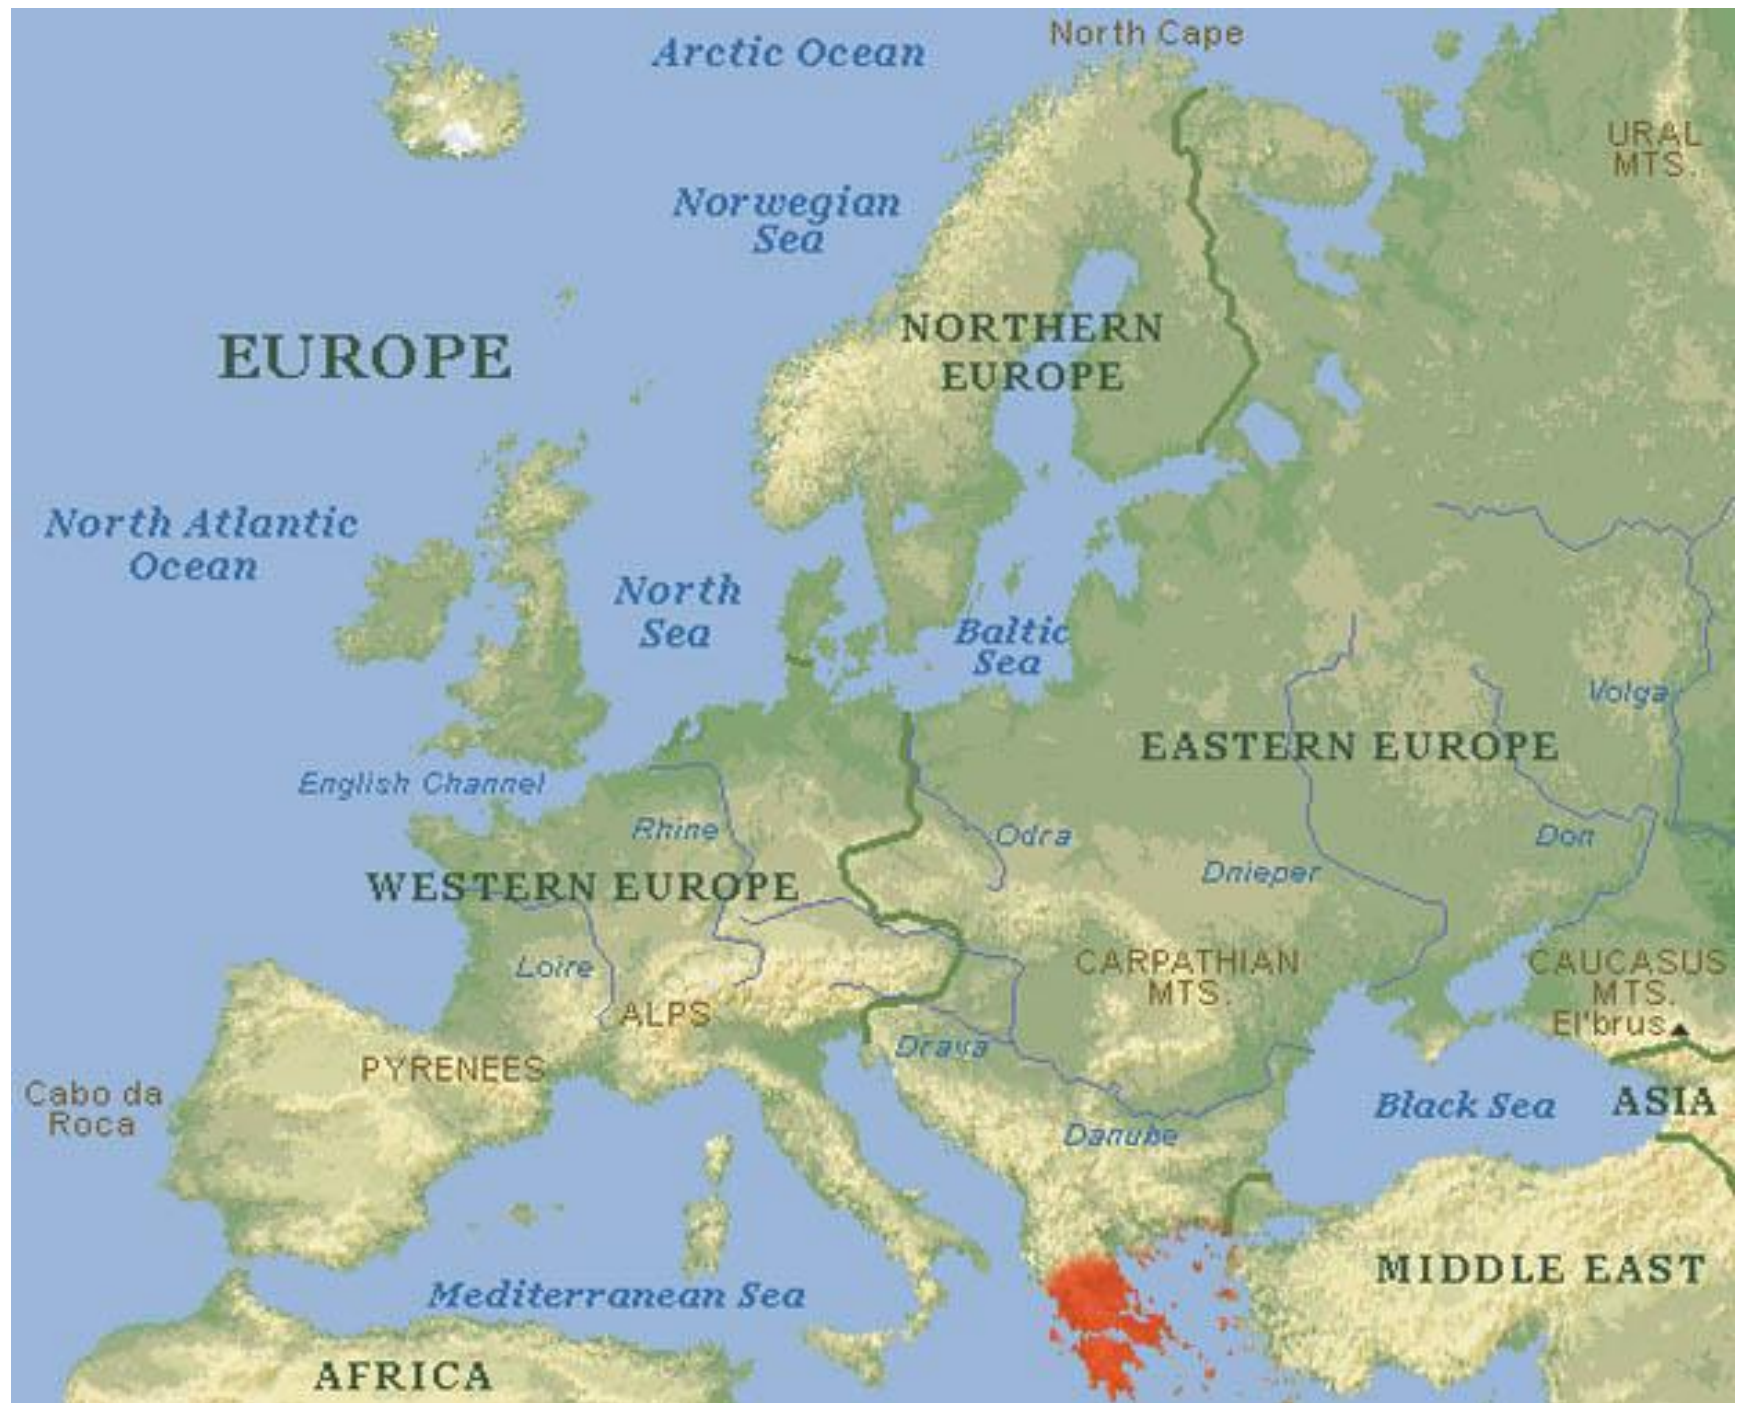 North Cape
Arctic Ocean
URAL
MTS.
Norwegian
Sea
NORTHERN
EUROPE
EUROPE
North Atlantic
Ocean
North
Sea
Baltic
Sea
Volga
EASTERN EUROPE
English Channel
Rhine
Odra
Don
Dnieper
WESTERN EUROPE
Loire
CARPATHIAN
MTS.
CAUCASUS
MTS.
El'brus
ALPS
Drava
PYRENEES
Cabo da
Roca
Black Sea
ASIA
Danube
MIDDLE EAST
Mediterranean Sea
AFRICA